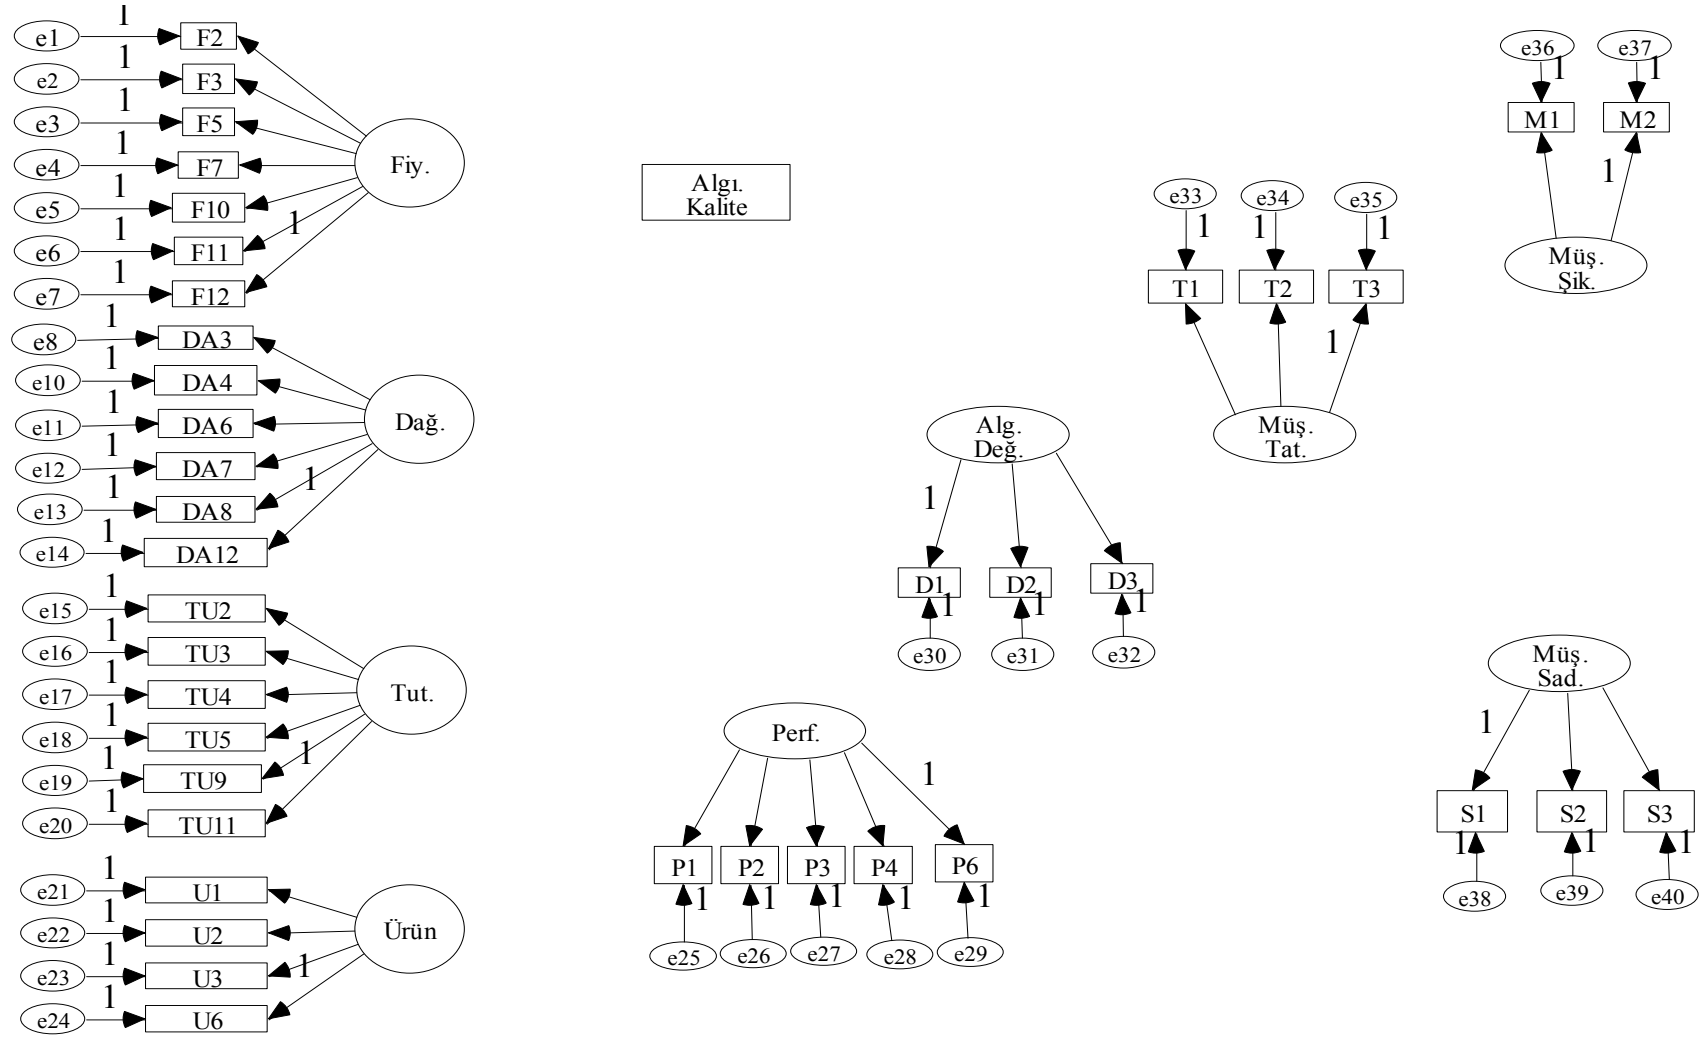 1
e1 F2
1
e2 F3
1
e3 F5
1
e4 F7
1
e5 F10
1
e6 F11
1
e7 F12
1
Fiy.
1
e8 DA3
1
e10 DA4
1
e11 DA6
1
e12 DA7
1
e13 DA8
1
e14 DA12
1
Dağ.
1
e15 TU2
1
e16 TU3
1
e17 TU4
1
e18 TU5
1
e19 TU9
1
e20 TU11
1
Tut.
1
e21 U1
1
e22 U2
1
e23 U3
1
e24 U6
1
Ürün
Algı.
Kalite
Perf.
1
P1 P2 P3 P4 P6
1 1 1 1 1
e25 e26 e27 e28 e29
Alg.
Değ.
1
D1 D2 D3
1 1 1
e30 e31 e32
e33 e34 e35
1 1 1
T1 T2 T3
1
Müş.
Tat.
e36 e37
1 1
M1 M2
1
Müş.
Şik.
Müş.
Sad.
1
S1 S2 S3
1 1 1
e38 e39 e40